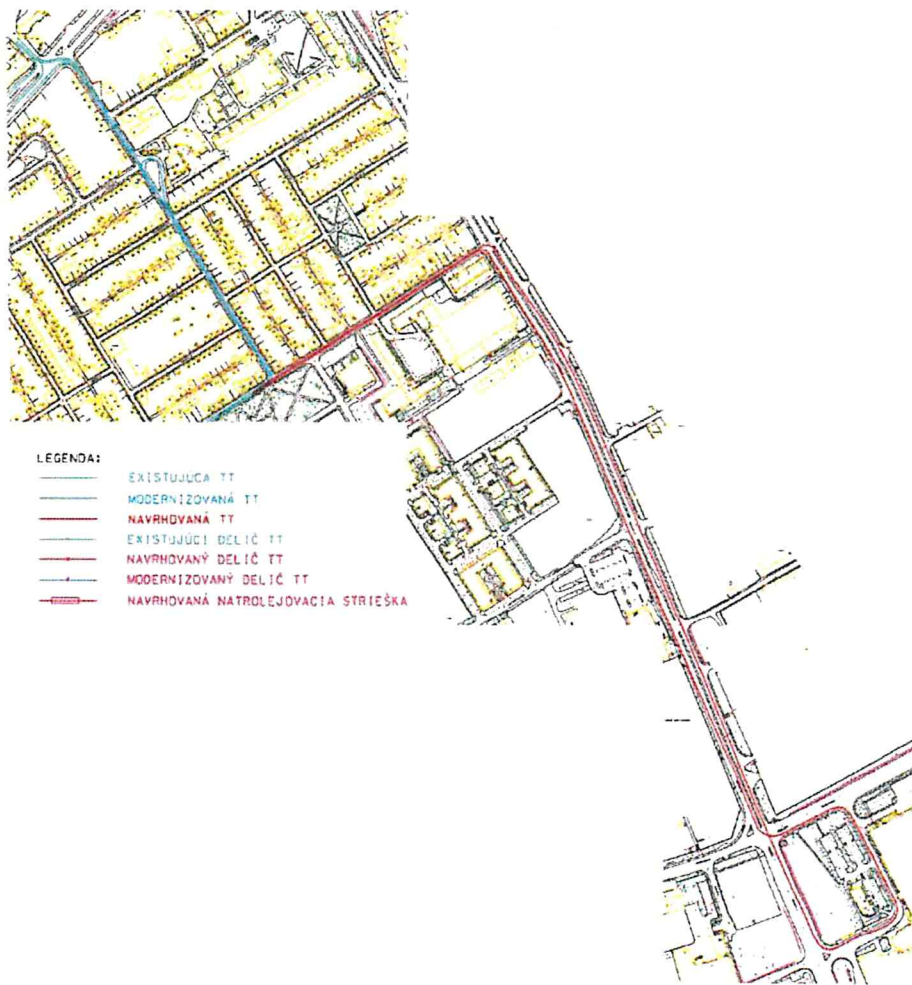 LEGENDA:
EXISTUJÚCA TT
MODERNIZOVANÁ TT
NAVRHOVANÁ TT
EXISTUJÚCI DELIČ TT
NAVRHOVANÝ DELIČ TT
MODERNIZOVANÝ DELIČ TT
NAVRHOVANÁ NATROLEJOVACIA STRIEŠKA